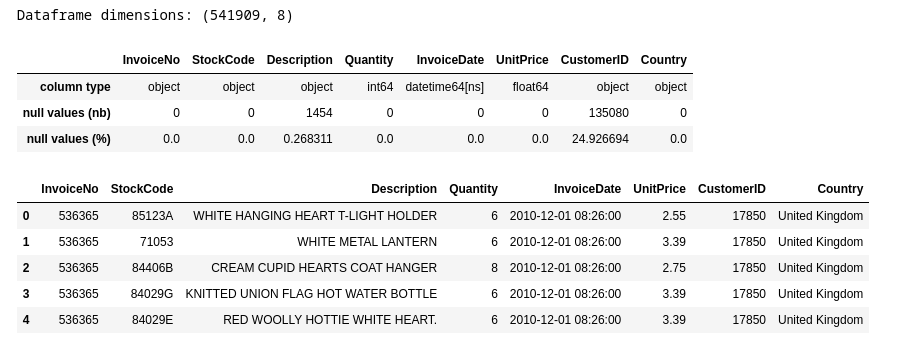 Dataframe dimensions: (541909, 8)
InvoiceNo StockCode Description Quantity InvoiceDate UnitPrice CustomerID Country
column type object object object int64 datetime64[ns] float64 object object
null values (nb) 0 0 1454 0 0 0 135080 0
null values (%) 0.0 0.0 0.268311 0.0 0.0 0.0 24.926694 0.0
InvoiceNo StockCode Description Quantity InvoiceDate UnitPrice CustomerID Country
0 536365 85123A WHITE HANGING HEART T-LIGHT HOLDER 6 2010-12-01 08:26:00 2.55 17850 United Kingdom
1 536365 71053 WHITE METAL LANTERN 6 2010-12-01 08:26:00 3.39 17850 United Kingdom
2 536365 84406B CREAM CUPID HEARTS COAT HANGER 8 2010-12-01 08:26:00 2.75 17850 United Kingdom
3 536365 84029G KNITTED UNION FLAG HOT WATER BOTTLE 6 2010-12-01 08:26:00 3.39 17850 United Kingdom
4 536365 84029E RED WOOLLY HOTTIE WHITE HEART. 6 2010-12-01 08:26:00 3.39 17850 United Kingdom